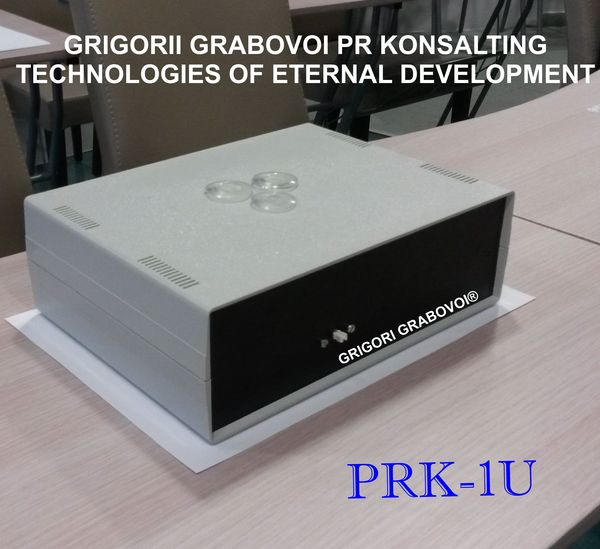 GRIGORII GRABOVOI PR KONSALTING
TECHNOLOGIES OF ETERNAL DEVELOPMENT
GRIGORI GRABOVOI®
PRK-1U